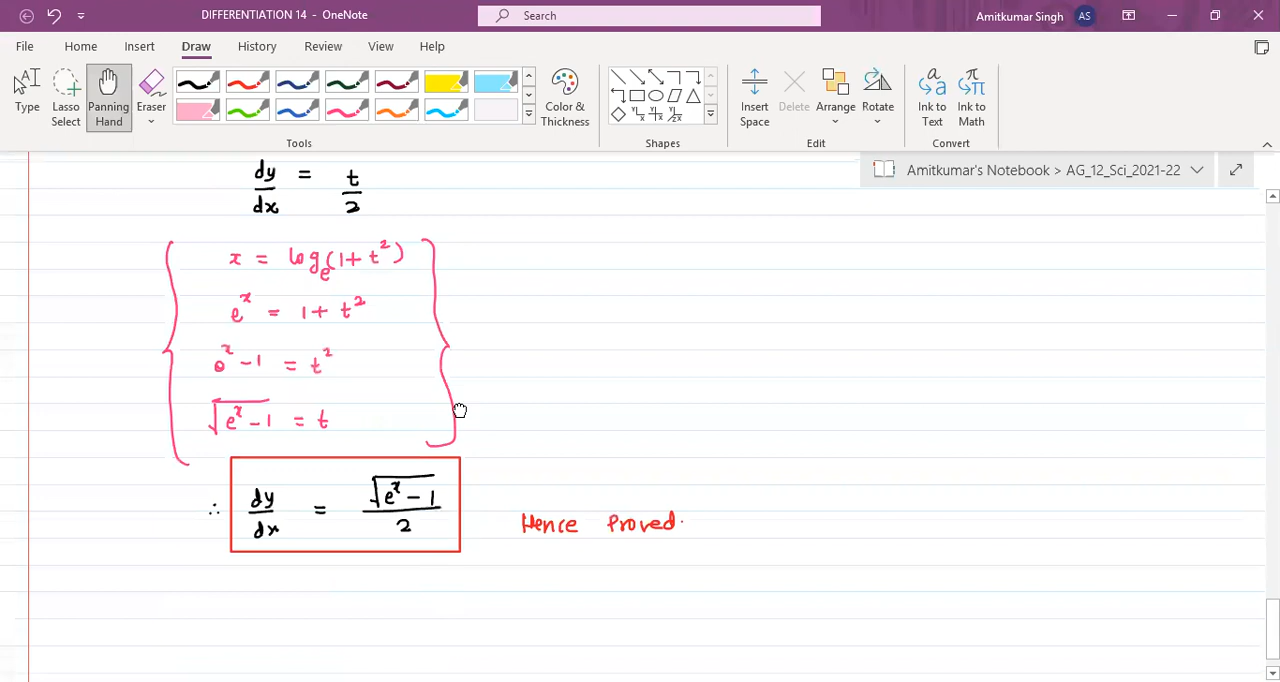 DIFFERENTIATION 14 - OneNote
Search
Amitkumar Singh AS
File Home Insert Draw History Review View Help
Type
Lasso Select
Panning Hand
Eraser
Color & Thickness
Insert Space
Delete
Arrange
Rotate
Ink to Text
Ink to Math
Tools Shapes Edit Convert
Amitkumar's Notebook > AG_12_Sci_2021-22
dy/dx = t/2
x = log_e(1+t²)
e^x = 1+t²
e^x -1 = t²
√(e^x -1) = t
∴ dy/dx = √(e^x -1)/2 Hence Proved.